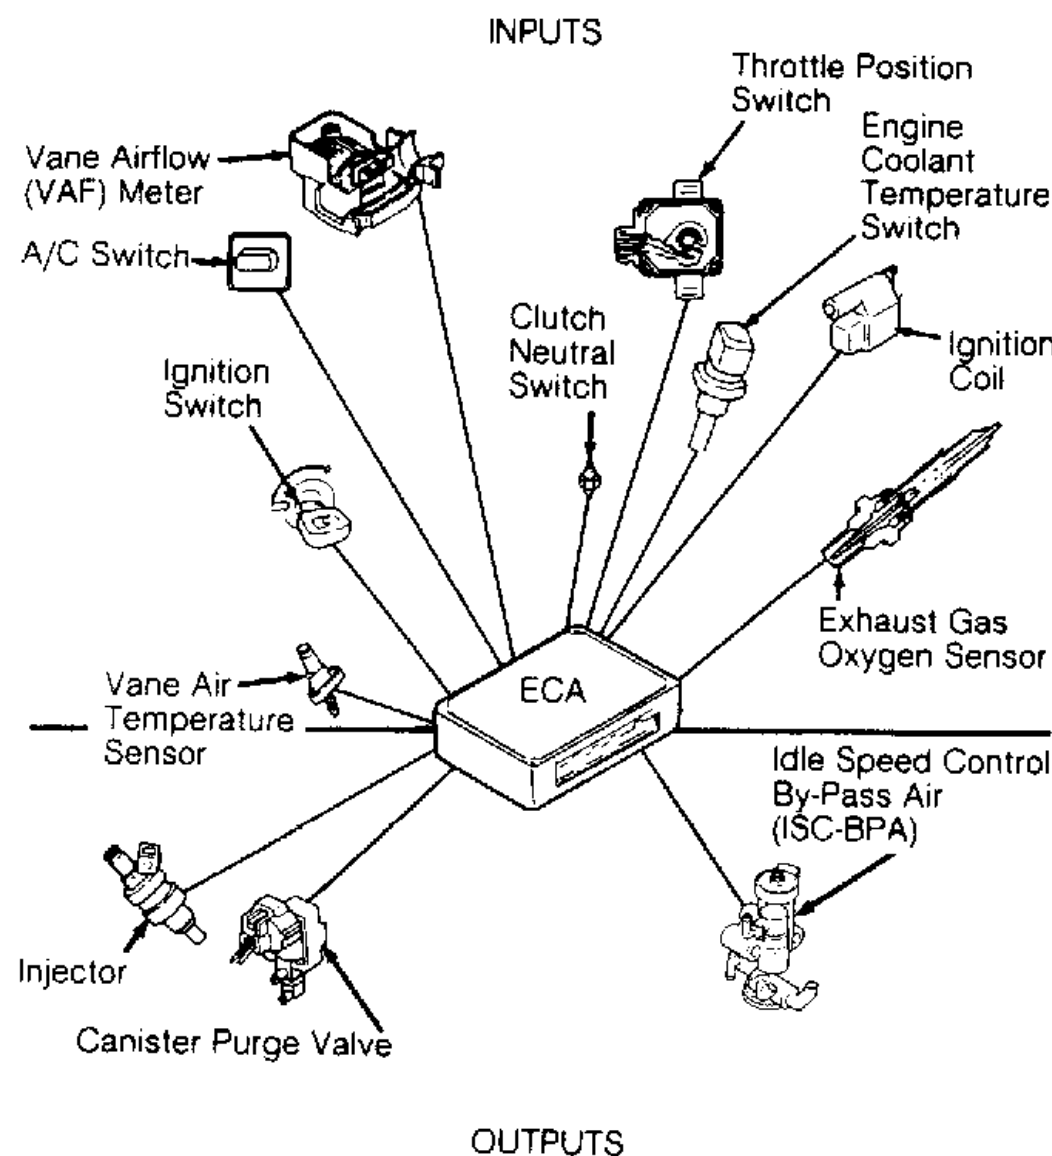 INPUTS
Throttle Position
Switch
Engine
Coolant
Temperature
Switch
Vane Airflow
(VAF) Meter
A/C Switch
Clutch
Neutral
Switch
Ignition
Coil
Ignition
Switch
Exhaust Gas
Oxygen Sensor
ECA
Vane Air
Temperature
Sensor
Idle Speed Control
By-Pass Air
(ISC-BPA)
Injector
Canister Purge Valve
OUTPUTS